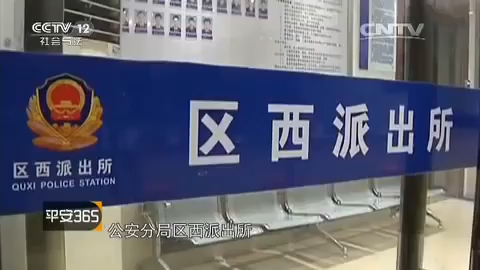 CCTV 12
社会与法
CNTV
区西派出所
区西派出所
QUXI POLICE STATION
平安365
公安分局区西派出所